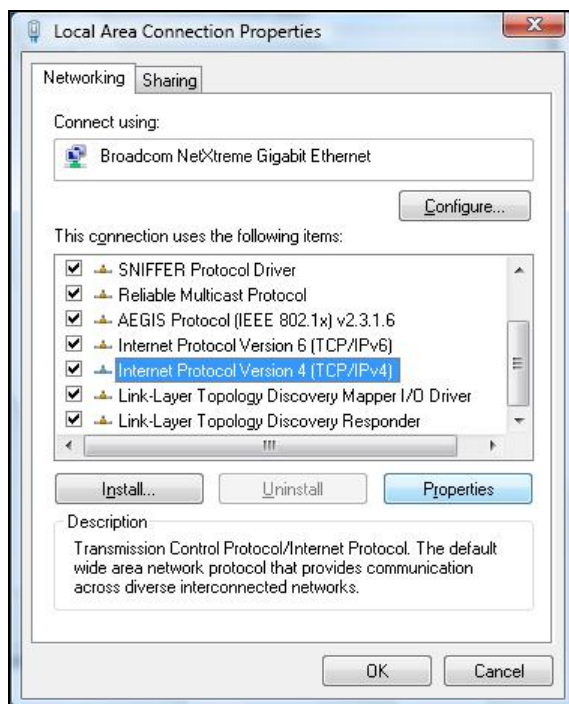 Local Area Connection Properties
Networking
Sharing
Connect using:
Broadcom NetXtreme Gigabit Ethernet
Configure...
This connection uses the following items:
SNIFFER Protocol Driver
Reliable Multicast Protocol
AEGIS Protocol (IEEE 802.1x) v2.3.1.6
Internet Protocol Version 6 (TCP/IPv6)
Internet Protocol Version 4 (TCP/IPv4)
Link-Layer Topology Discovery Mapper I/O Driver
Link-Layer Topology Discovery Responder
Install...
Uninstall
Properties
Description
Transmission Control Protocol/Internet Protocol. The default
wide area network protocol that provides communication
across diverse interconnected networks.
OK
Cancel